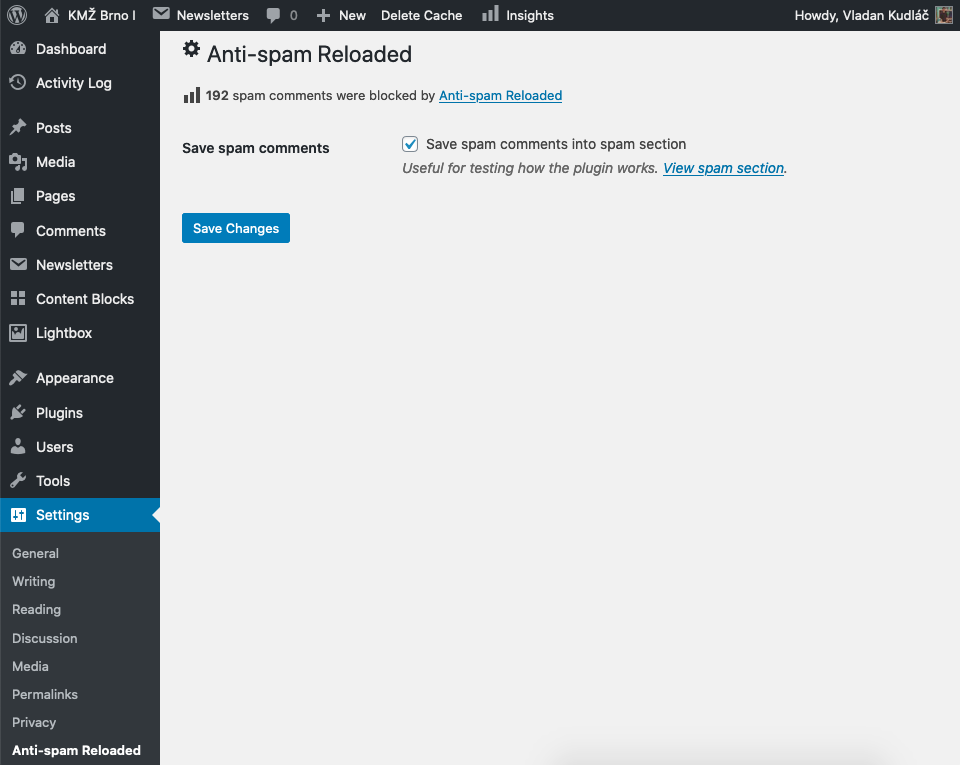 KMŽ Brno I Newsletters 0 New Delete Cache Insights Howdy, Vladan Kudláč
Dashboard
Activity Log
Posts
Media
Pages
Comments
Newsletters
Content Blocks
Lightbox
Appearance
Plugins
Users
Tools
Settings
General
Writing
Reading
Discussion
Media
Permalinks
Privacy
Anti-spam Reloaded
Anti-spam Reloaded
192 spam comments were blocked by Anti-spam Reloaded
Save spam comments
Save spam comments into spam section
Useful for testing how the plugin works. View spam section.
Save Changes